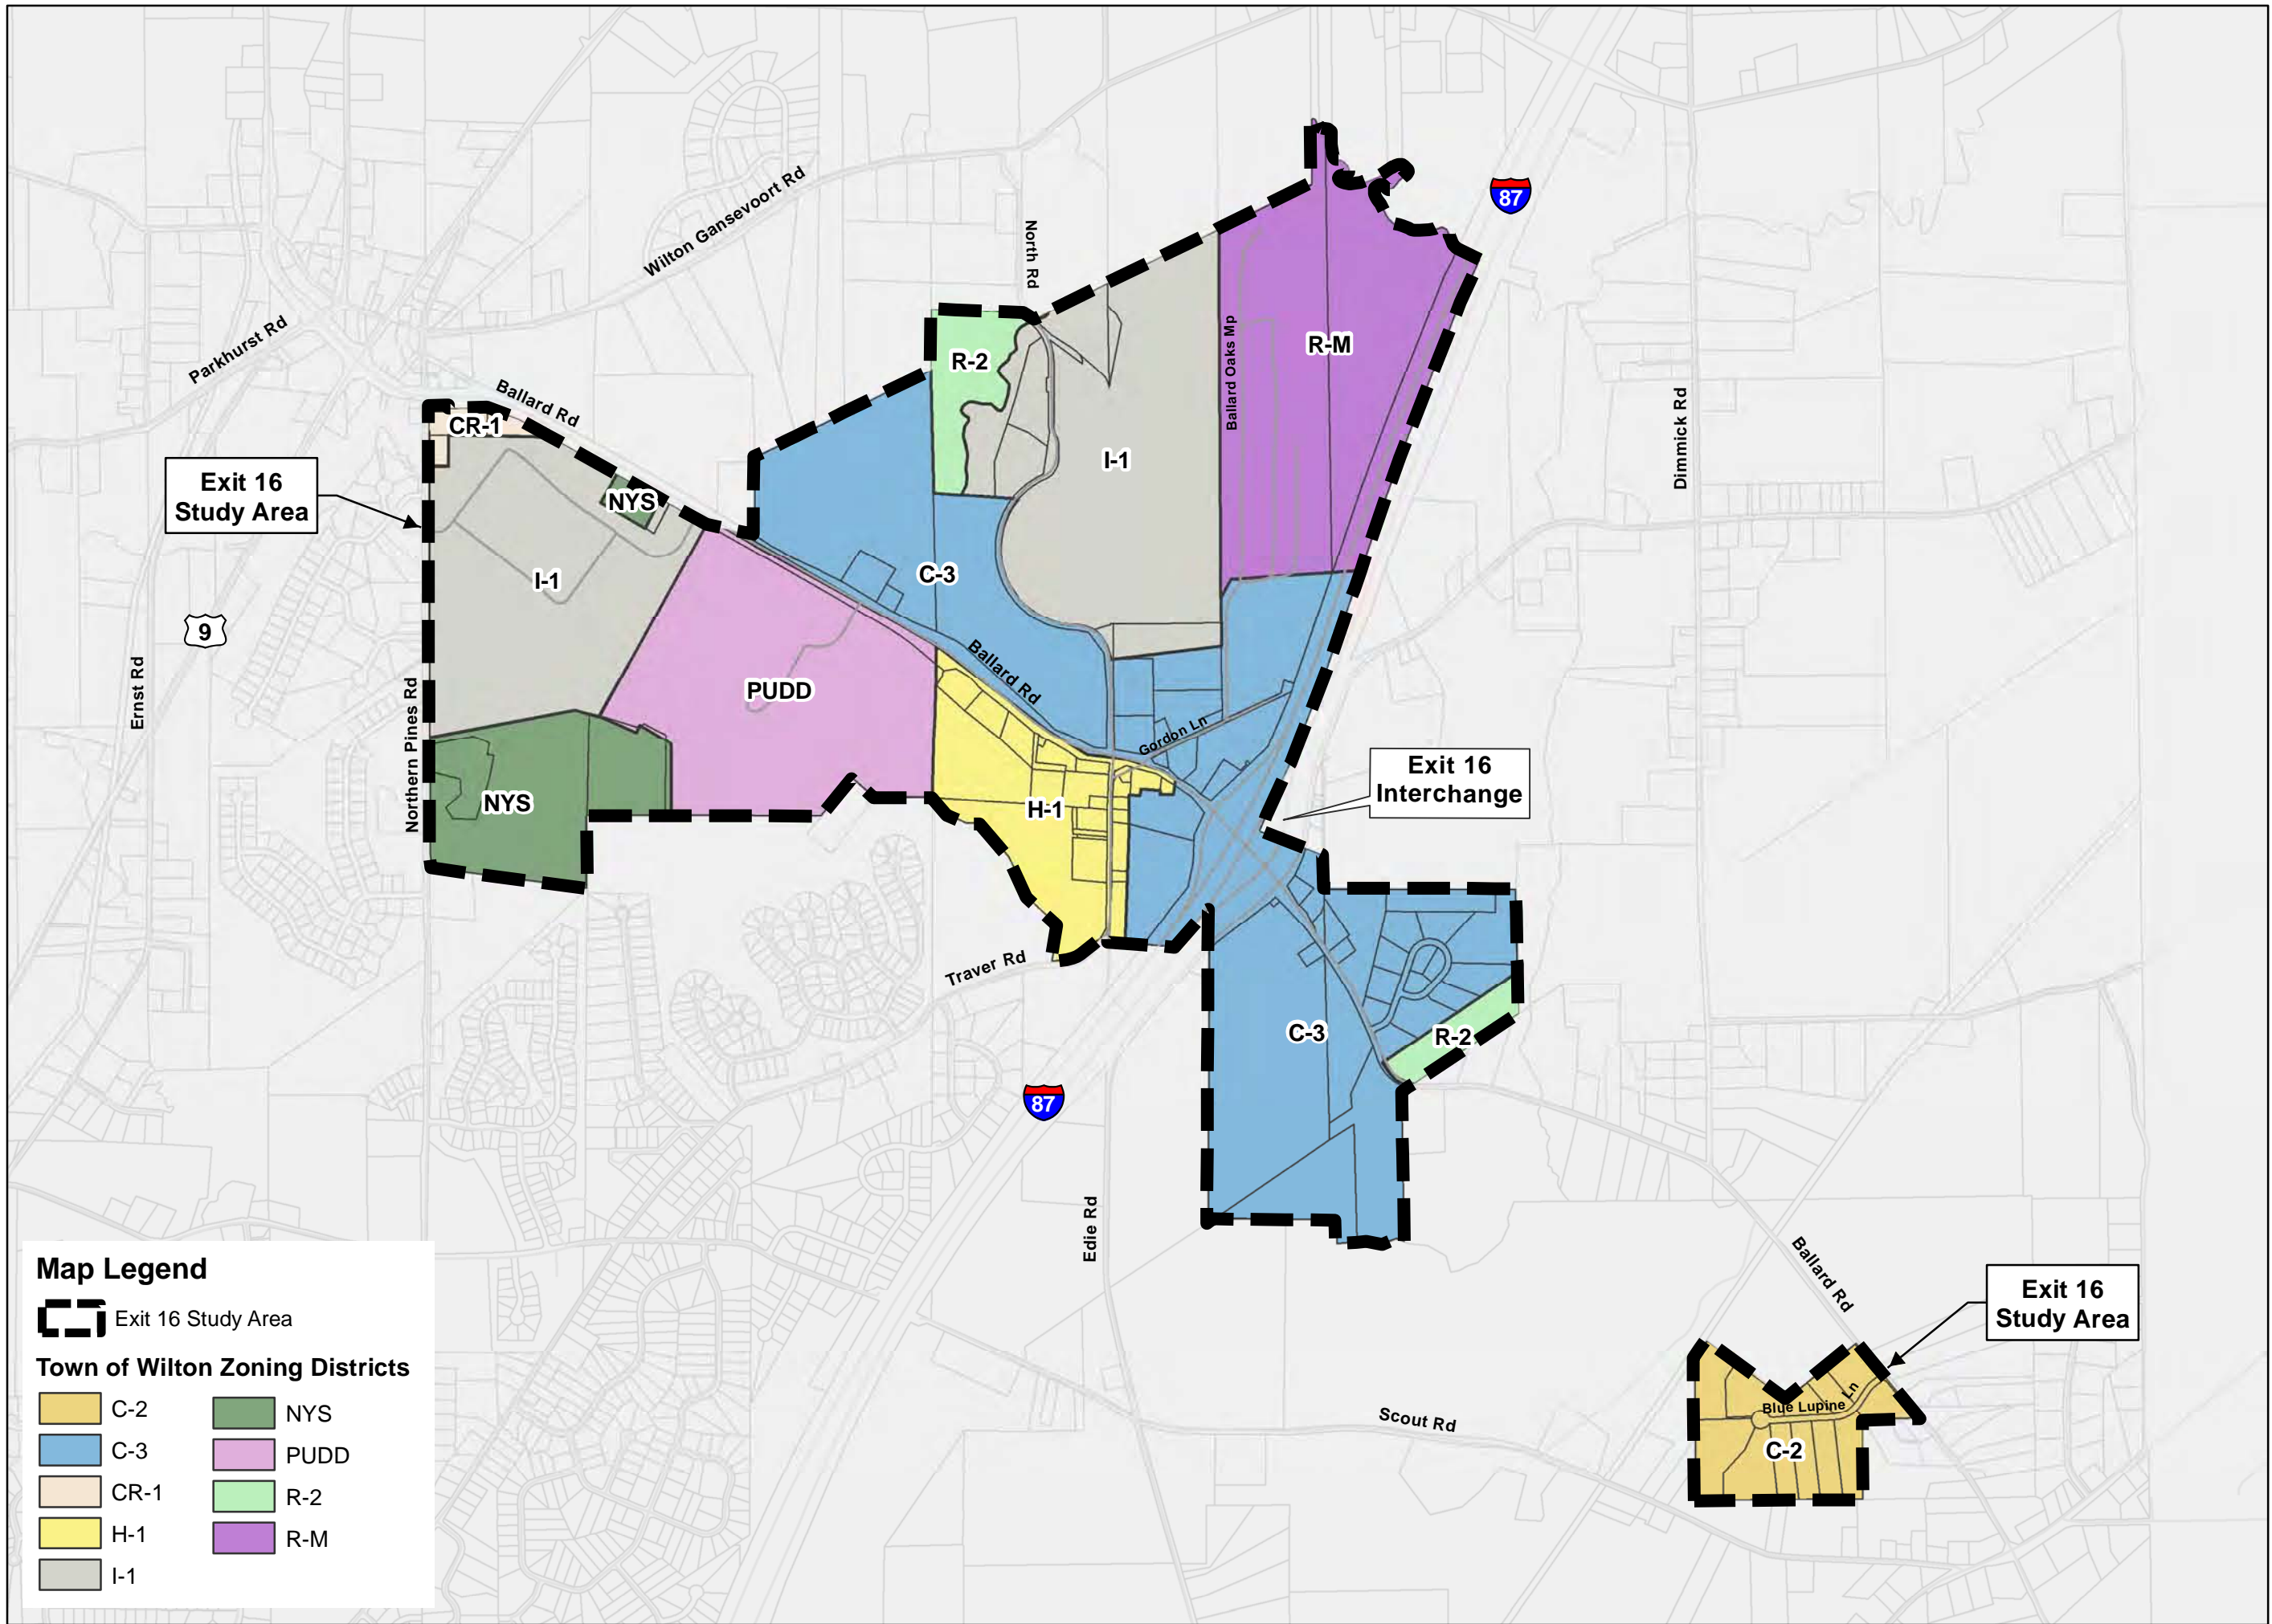 87
Wilton Gansevoort Rd
North Rd
Parkhurst Rd
Ballard Oaks Mp
R-M
R-2
Ballard Rd
CR-1
Dimmick Rd
I-1
Exit 16
Study Area
NYS
C-3
I-1
9
Ballard Rd
Ernst Rd
Northern Pines Rd
PUDD
Gordon Ln
Exit 16
Interchange
NYS
H-1
Traver Rd
C-3
R-2
87
Edie Rd
Ballard Rd
Exit 16
Study Area
Blue Lupine Ln
Scout Rd
C-2
Map Legend
Exit 16 Study Area
Town of Wilton Zoning Districts
C-2
C-3
CR-1
H-1
I-1
NYS
PUDD
R-2
R-M